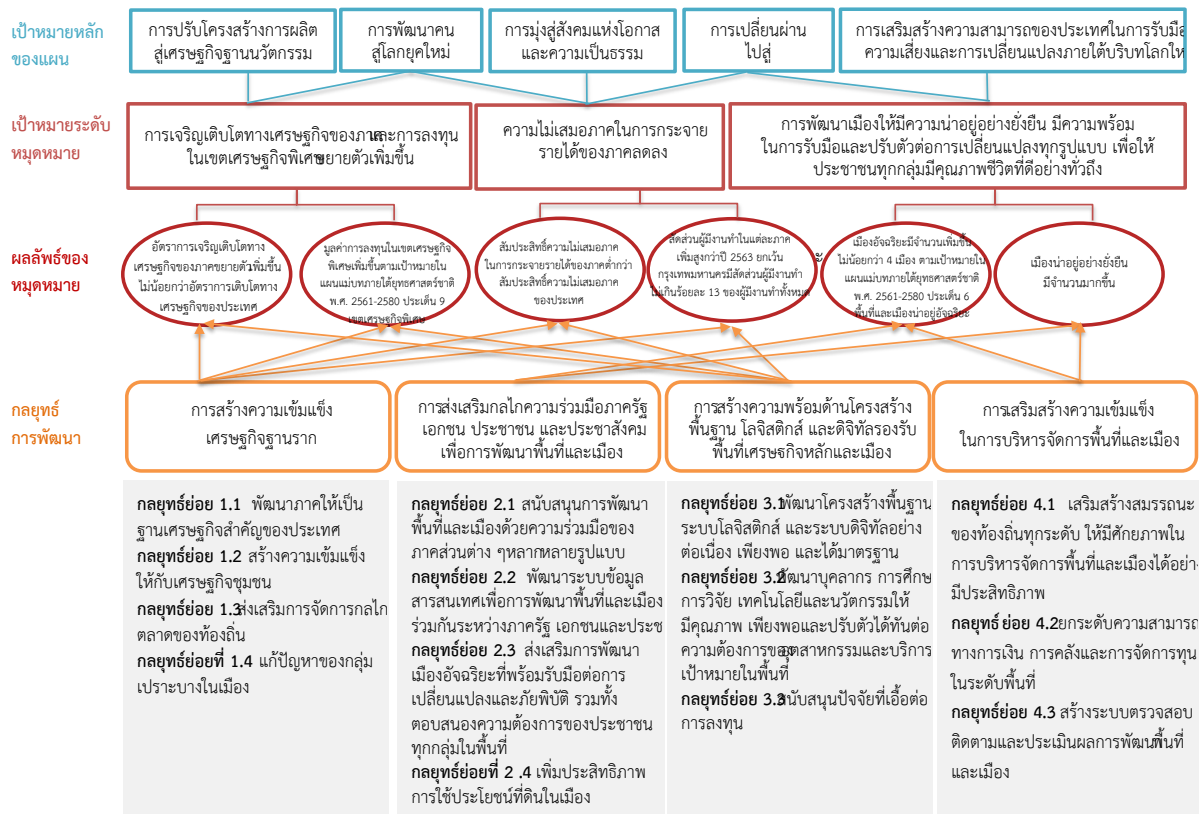 เป้าหมายหลัก
ของแผน
การปรับโครงสร้างการผลิต
สู่เศรษฐกิจฐานนวัตกรรม
การพัฒนาคน
สู่โลกยุคใหม่
การมุ่งสู่สังคมแห่งโอกาส
และความเป็นธรรม
การเปลี่ยนผ่าน
ไปสู่
การเสริมสร้างความสามารถของประเทศในการรับมือ
ความเสี่ยงและการเปลี่ยนแปลงภายใต้บริบทโลกให
เป้าหมายระดับ
หมุดหมาย
การเจริญเติบโตทางเศรษฐกิจของภาคและการลงทุน
ในเขตเศรษฐกิจพิเศษขยายตัวเพิ่มขึ้น
ความไม่เสมอภาคในการกระจาย
รายได้ของภาคลดลง
การพัฒนาเมืองให้มีความน่าอยู่อย่างยั่งยืน มีความพร้อม
ในการรับมือและปรับตัวต่อการเปลี่ยนแปลงทุกรูปแบบ เพื่อให้
ประชาชนทุกกลุ่มมีคุณภาพชีวิตที่ดีอย่างทั่วถึง
ผลลัพธ์ของ
หมุดหมาย
อัตราการเจริญเติบโตทาง
เศรษฐกิจของภาคขยายตัวเพิ่มขึ้น
ไม่น้อยกว่าอัตราการเติบโตทาง
เศรษฐกิจของประเทศ
มูลค่าการลงทุนในเขตเศรษฐกิจ
พิเศษเพิ่มขึ้นตามเป้าหมายใน
แผนแม่บทภายใต้ยุทธศาสตร์ชาติ
พ.ศ. 2561-2580 ประเด็น 9
เขตเศรษฐกิจพิเศษ
สัมประสิทธิ์ความไม่เสมอภาค
ในการกระจายรายได้ของภาคต่ำกว่า
สัมประสิทธิ์ความไม่เสมอภาค
ของประเทศ
สัดส่วนผู้มีงานทำในแต่ละภาค
เพิ่มสูงกว่าปี 2563 ยกเว้น
กรุงเทพมหานครมีสัดส่วนผู้มีงานทำ
ไม่เกินร้อยละ 13 ของผู้มีงานทำทั้งหมด
เมืองอัจฉริยะมีจำนวนเพิ่มขึ้น
ไม่น้อยกว่า 4 เมือง ตามเป้าหมายใน
แผนแม่บทภายใต้ยุทธศาสตร์ชาติ
พ.ศ. 2561-2580 ประเด็น 6
พื้นที่และเมืองน่าอยู่อัจฉริยะ
เมืองน่าอยู่อย่างยั่งยืน
มีจำนวนมากขึ้น
กลยุทธ์
การพัฒนา
การสร้างความเข้มแข็ง
เศรษฐกิจฐานราก
การส่งเสริมกลไกความร่วมมือภาครัฐ
เอกชน ประชาชน และประชาสังคม
เพื่อการพัฒนาพื้นที่และเมือง
การสร้างความพร้อมด้านโครงสร้าง
พื้นฐาน โลจิสติกส์ และดิจิทัลรองรับ
พื้นที่เศรษฐกิจหลักและเมือง
การเสริมสร้างความเข้มแข็ง
ในการบริหารจัดการพื้นที่และเมือง
กลยุทธ์ย่อย 1.1 พัฒนาภาคให้เป็น
ฐานเศรษฐกิจสำคัญของประเทศ
กลยุทธ์ย่อย 1.2 สร้างความเข้มแข็ง
ให้กับเศรษฐกิจชุมชน
กลยุทธ์ย่อย 1.3 ส่งเสริมการจัดการกลไก
ตลาดของท้องถิ่น
กลยุทธ์ย่อยที่ 1.4 แก้ปัญหาของกลุ่ม
เปราะบางในเมือง
กลยุทธ์ย่อย 2.1 สนับสนุนการพัฒนา
พื้นที่และเมืองด้วยความร่วมมือของ
ภาคส่วนต่าง ๆหลากหลายรูปแบบ
กลยุทธ์ย่อย 2.2 พัฒนาระบบข้อมูล
สารสนเทศเพื่อการพัฒนาพื้นที่และเมือง
ร่วมกันระหว่างภาครัฐ เอกชนและประช
กลยุทธ์ย่อย 2.3 ส่งเสริมการพัฒนา
เมืองอัจฉริยะที่พร้อมรับมือต่อการ
เปลี่ยนแปลงและภัยพิบัติ รวมทั้ง
ตอบสนองความต้องการของประชาชน
ทุกกลุ่มในพื้นที่
กลยุทธ์ย่อยที่ 2 .4 เพิ่มประสิทธิภาพ
การใช้ประโยชน์ที่ดินในเมือง
กลยุทธ์ย่อย 3.1 พัฒนาโครงสร้างพื้นฐาน
ระบบโลจิสติกส์ และระบบดิจิทัลอย่าง
ต่อเนื่อง เพียงพอ และได้มาตรฐาน
กลยุทธ์ย่อย 3.2 พัฒนาบุคลากร การศึกษ
การวิจัย เทคโนโลยีและนวัตกรรมให้
มีคุณภาพ เพียงพอและปรับตัวได้ทันต่อ
ความต้องการของอุตสาหกรรมและบริการ
เป้าหมายในพื้นที่
กลยุทธ์ย่อย 3.3 สนับสนุนปัจจัยที่เอื้อต่อ
การลงทุน
กลยุทธ์ย่อย 4.1 เสริมสร้างสมรรถนะ
ของท้องถิ่นทุกระดับ ให้มีศักยภาพใน
การบริหารจัดการพื้นที่และเมืองได้อย่า
มีประสิทธิภาพ
กลยุทธ์ ย่อย 4.2 ยกระดับความสามารถ
ทางการเงิน การคลังและการจัดการทุน
ในระดับพื้นที่
กลยุทธ์ย่อย 4.3 สร้างระบบตรวจสอบ
ติดตามและประเมินผลการพัฒนาพื้นที่
และเมือง